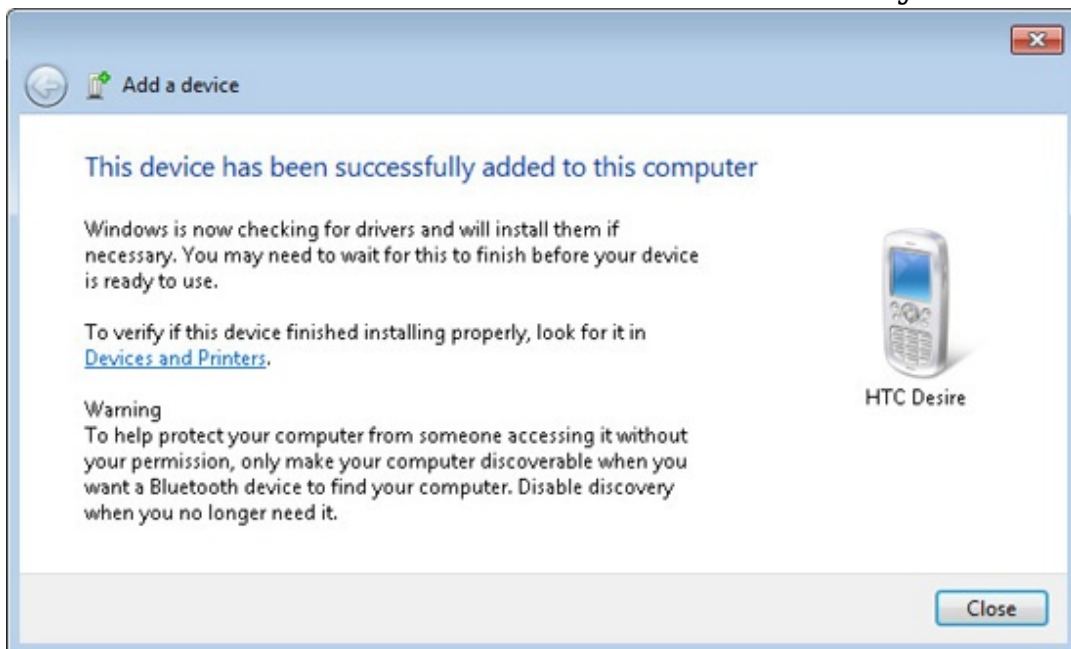 Add a device
This device has been successfully added to this computer
Windows is now checking for drivers and will install them if
necessary. You may need to wait for this to finish before your device
is ready to use.
To verify if this device finished installing properly, look for it in
Devices and Printers.
HTC Desire
Warning
To help protect your computer from someone accessing it without
your permission, only make your computer discoverable when you
want a Bluetooth device to find your computer. Disable discovery
when you no longer need it.
Close